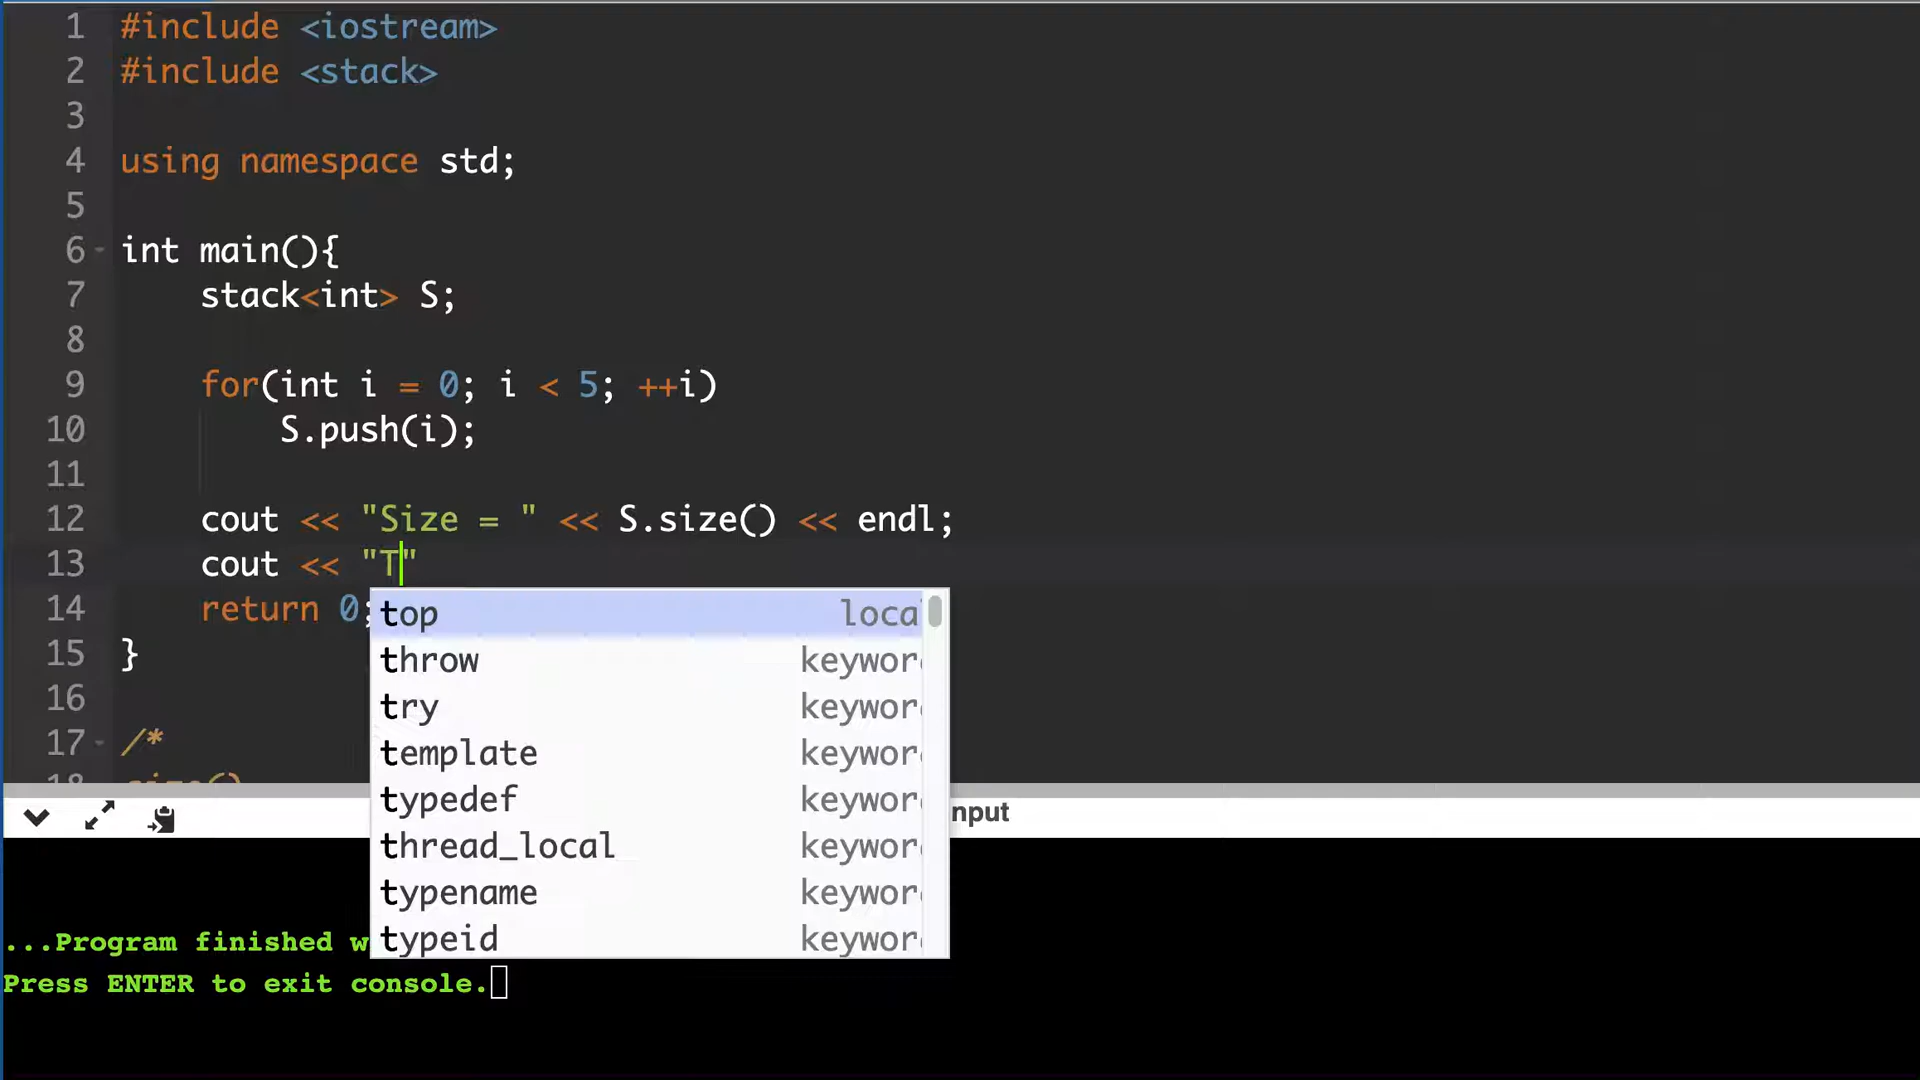 1 #include <iostream>
2 #include <stack>
3
4 using namespace std;
5
6 int main(){
7 stack<int> S;
8
9 for(int i = 0; i < 5; ++i)
10 S.push(i);
11
12 cout << "Size = " << S.size() << endl;
13 cout << "T"
14 return 0;
15 }
16
17 /*
18 size()
top loca
throw keywor
try keywor
template keywor
typedef keywor
thread_local keywor
typename keywor
typeid keywor
nput
...Program finished w
Press ENTER to exit console.